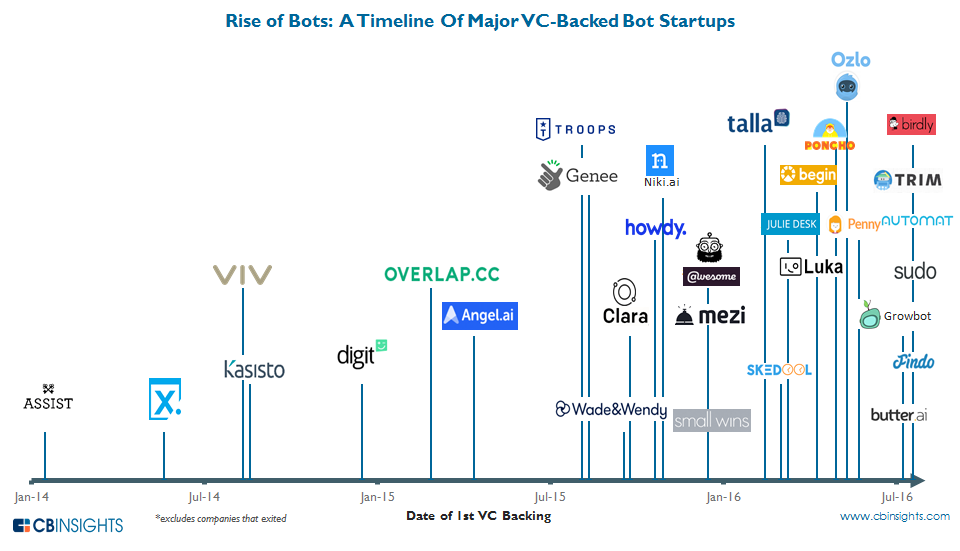 Rise of Bots: A Timeline Of Major VC-Backed Bot Startups
Ozlo
TROOPS
talla
PONCHO
birdly
Genee
n
Niki.ai
begin
TRIM
howdy.
JULIE DESK
Penny
AUTOMAT
VIV
OVERLAP.CC
@wesome
Luka
sudo
Angel.ai
Clara
mezi
Growbot
Kasisto
digit
SKEDOOL
Findo
ASSIST
X.
Wade&Wendy
small wins
butter.ai
Jan-14
Jul-14
Jan-15
Jul-15
Jan-16
Jul-16
CBINSIGHTS
*excludes companies that exited
Date of 1st VC Backing
www.cbinsights.com